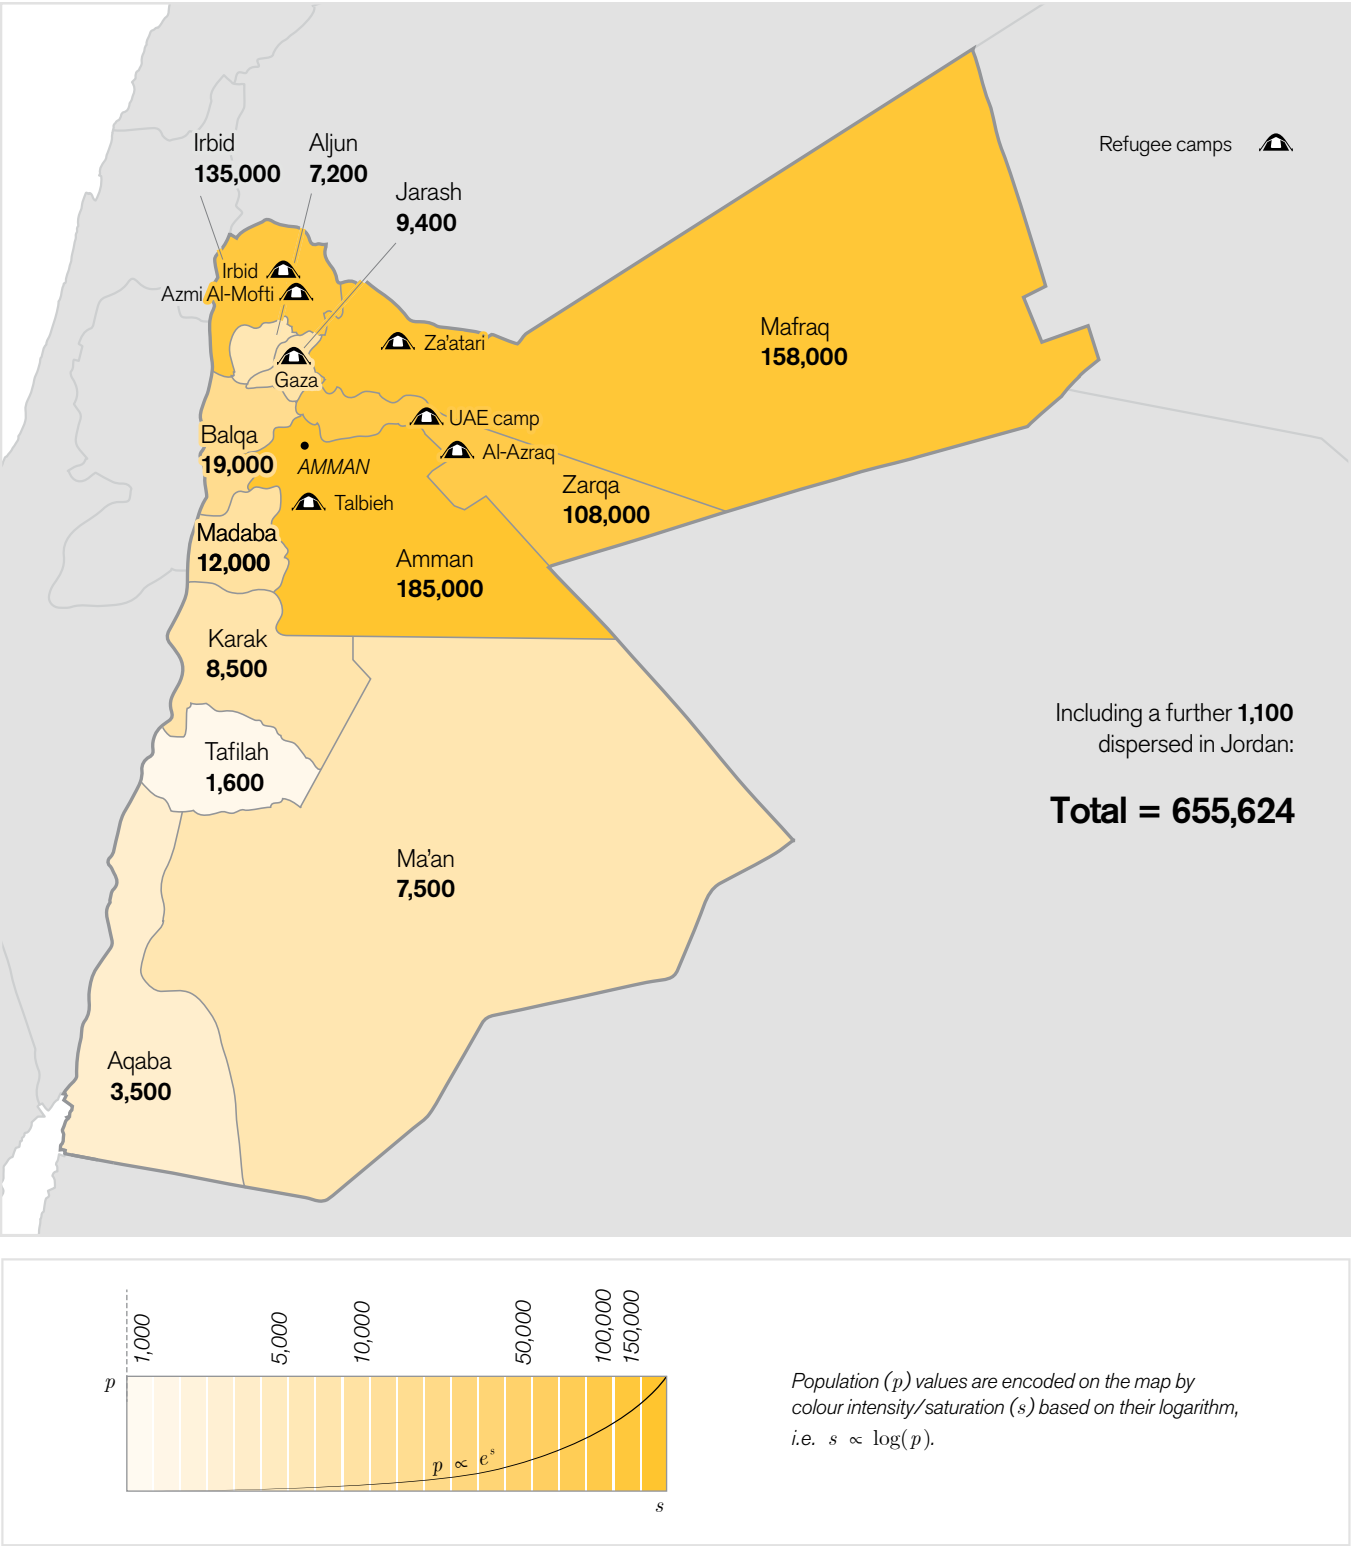 Irbid
135,000
Aljun
7,200
Jarash
9,400
Refugee camps
Irbid
Azmi Al-Mofti
Za'atari
Gaza
Mafraq
158,000
UAE camp
Al-Azraq
Balqa
19,000
AMMAN
Talbieh
Zarqa
108,000
Madaba
12,000
Amman
185,000
Karak
8,500
Tafilah
1,600
Including a further 1,100
dispersed in Jordan:
Total = 655,624
Ma'an
7,500
Aqaba
3,500
1,000
5,000
10,000
50,000
100,000
150,000
p
p ∝ e^s
s
Population (p) values are encoded on the map by
colour intensity/saturation (s) based on their logarithm,
i.e. s ∝ log(p).